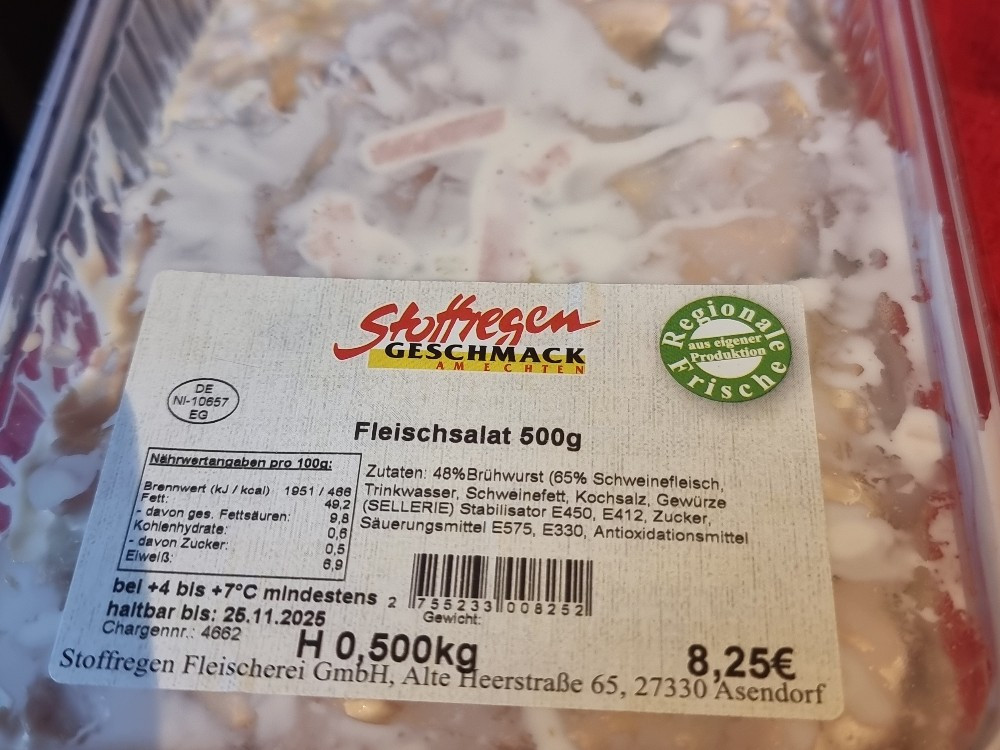 Stoffregen
GESCHMACK
AM ECHTEN
Regionale
aus eigener
Produktion
Frische
DE
NI-10657
EG
Fleischsalat 500g
Nährwertangaben pro 100g:
Brennwert (kJ / kcal) 1951 / 466
Fett: 49,2
- davon ges. Fettsäuren: 9,8
Kohlenhydrate: 0,6
- davon Zucker: 0,5
Eiweiß: 6,9
Zutaten: 48%Brühwurst (65% Schweinefleisch,
Trinkwasser, Schweinefett, Kochsalz, Gewürze
(SELLERIE) Stabilisator E450, E412, Zucker,
Säuerungsmittel E575, E330, Antioxidationsmittel
bei +4 bis +7°C mindestens
haltbar bis: 25.11.2025
Chargennr.: 4662
2 755233 008252
Gewicht:
H 0,500kg
8,25€
Stoffregen Fleischerei GmbH, Alte Heerstraße 65, 27330 Asendorf